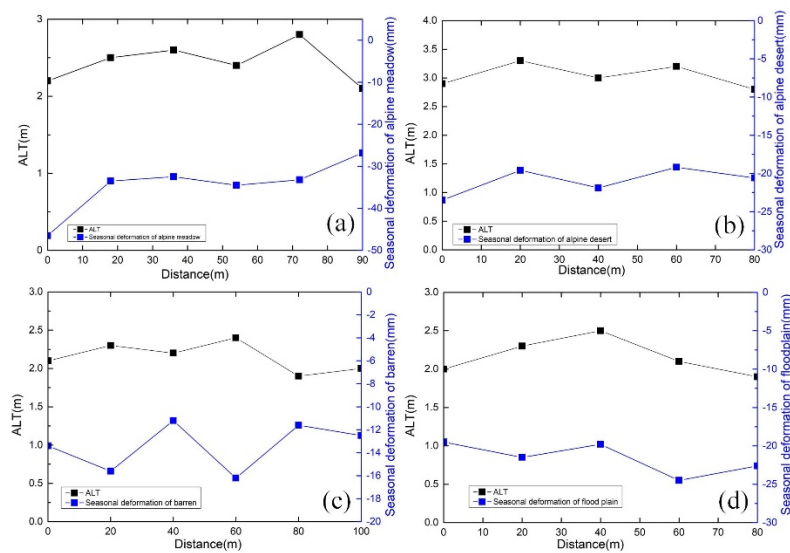 3
2
1
0
ALT(m)
0
-10
-20
-30
-40
-50
Seasonal deformation of alpine meadow(mm)
(a)
ALT
Seasonal deformation of alpine meadow
0 10 20 30 40 50 60 70 80 90
Distance(m)
4.0
3.5
3.0
2.5
2.0
1.5
1.0
0.5
0.0
ALT(m)
0
-5
-10
-15
-20
-25
-30
Seasonal deformation of alpine desert(mm)
(b)
ALT
Seasonal deformation of alpine desert
0 10 20 30 40 50 60 70 80
Distance(m)
3.0
2.5
2.0
1.5
1.0
0.5
0.0
ALT(m)
0
-2
-4
-6
-8
-10
-12
-14
-16
-18
-20
Seasonal deformation of barren(mm)
(c)
ALT
Seasonal deformation of barren
0 20 40 60 80 100
Distance(m)
3.0
2.5
2.0
1.5
1.0
0.5
0.0
ALT(m)
0
-5
-10
-15
-20
-25
-30
Seasonal deformation of floodplain(mm)
(d)
ALT
Seasonal deformation of flood plain
0 10 20 30 40 50 60 70 80
Distance(m)